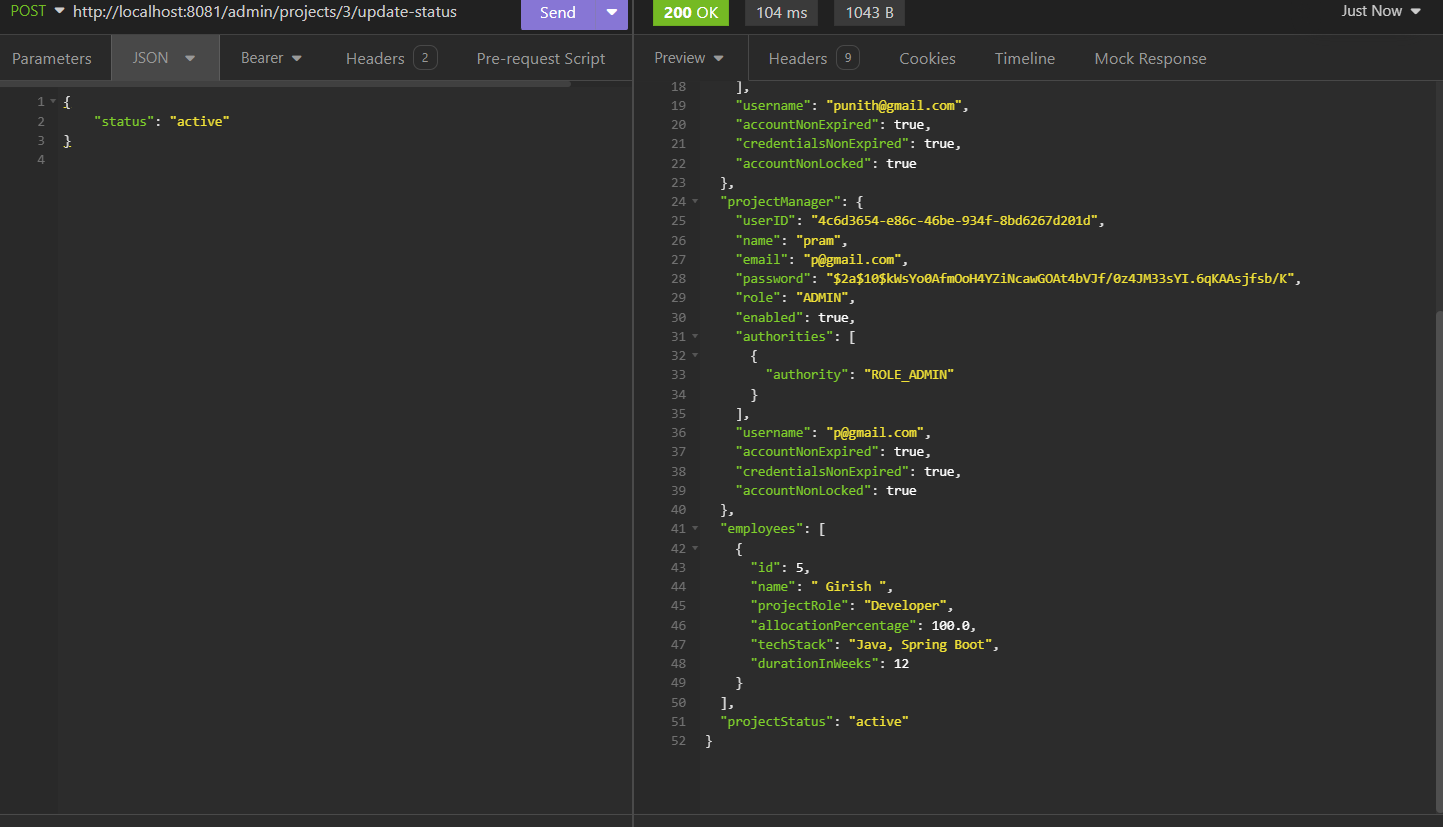 POST http://localhost:8081/admin/projects/3/update-status Send
200 OK 104 ms 1043 B Just Now
Parameters JSON Bearer Headers 2 Pre-request Script
Preview Headers 9 Cookies Timeline Mock Response
1 {
2 "status": "active"
3 }
4
18 ],
19 "username": "punith@gmail.com",
20 "accountNonExpired": true,
21 "credentialsNonExpired": true,
22 "accountNonLocked": true
23 },
24 "projectManager": {
25 "userID": "4c6d3654-e86c-46be-934f-8bd6267d201d",
26 "name": "pram",
27 "email": "p@gmail.com",
28 "password": "$2a$10$kWsYo0AfmOoH4YZiNcawGOAt4bVJf/0z4JM33sYI.6qKAAsjfsb/K",
29 "role": "ADMIN",
30 "enabled": true,
31 "authorities": [
32 {
33 "authority": "ROLE_ADMIN"
34 }
35 ],
36 "username": "p@gmail.com",
37 "accountNonExpired": true,
38 "credentialsNonExpired": true,
39 "accountNonLocked": true
40 },
41 "employees": [
42 {
43 "id": 5,
44 "name": " Girish ",
45 "projectRole": "Developer",
46 "allocationPercentage": 100.0,
47 "techStack": "Java, Spring Boot",
48 "durationInWeeks": 12
49 }
50 ],
51 "projectStatus": "active"
52 }